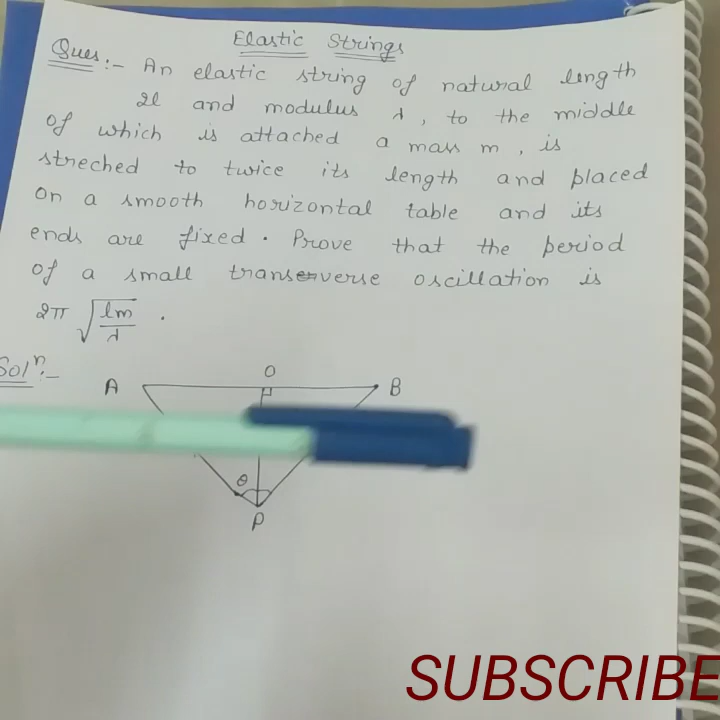 Elastic Strings
Ques:- An elastic string of natural length
2l and modulus λ, to the middle
of which is attached a mass m, is
streched to twice its length and placed
on a smooth horizontal table and its
ends are fixed. Prove that the period
of a small transverse oscillation is
2π √(lm/λ).
Solⁿ:-
O
A B
θ
P
SUBSCRIBE